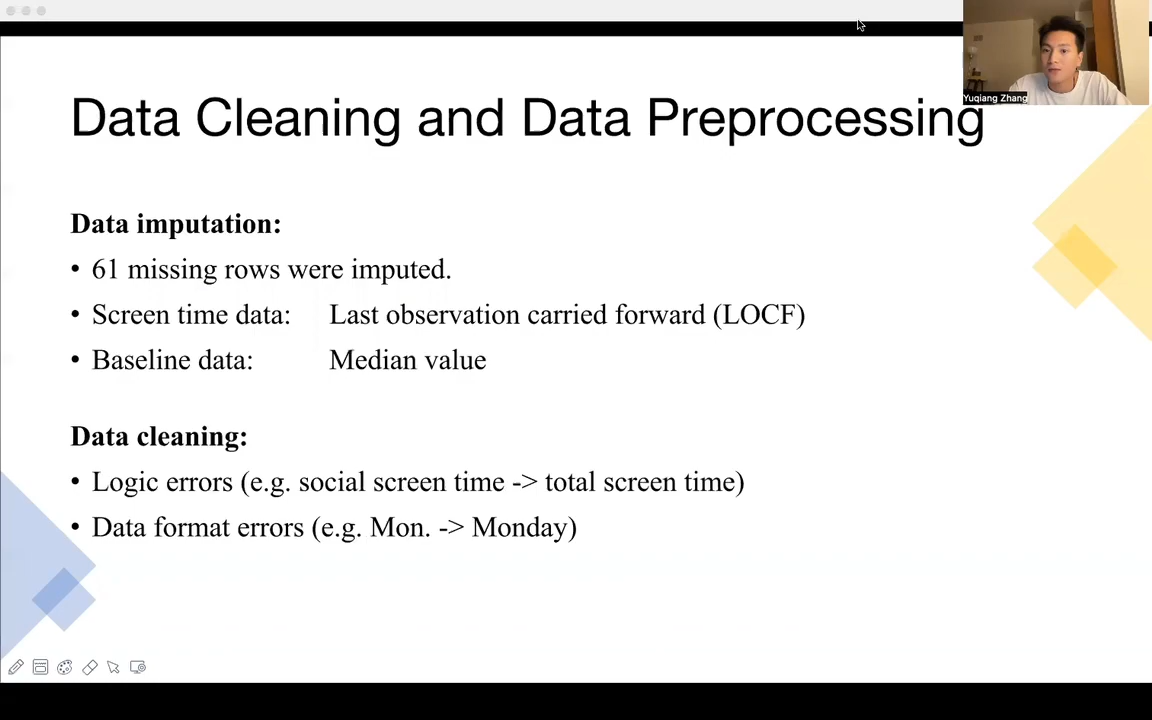 Data Cleaning and Data Preprocessing
Yuqiang Zhang
Data imputation:
• 61 missing rows were imputed.
• Screen time data: Last observation carried forward (LOCF)
• Baseline data: Median value
Data cleaning:
• Logic errors (e.g. social screen time -> total screen time)
• Data format errors (e.g. Mon. -> Monday)